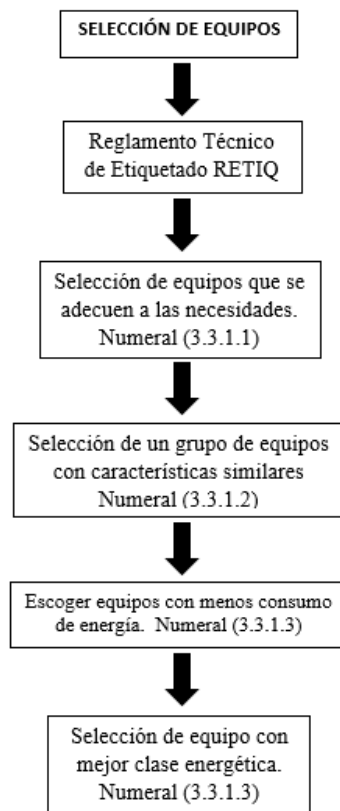 SELECCIÓN DE EQUIPOS
Reglamento Técnico
de Etiquetado RETIQ
Selección de equipos que se
adecuen a las necesidades.
Numeral (3.3.1.1)
Selección de un grupo de equipos
con características similares
Numeral (3.3.1.2)
Escoger equipos con menos consumo
de energía. Numeral (3.3.1.3)
Selección de equipo con
mejor clase energética.
Numeral (3.3.1.3)